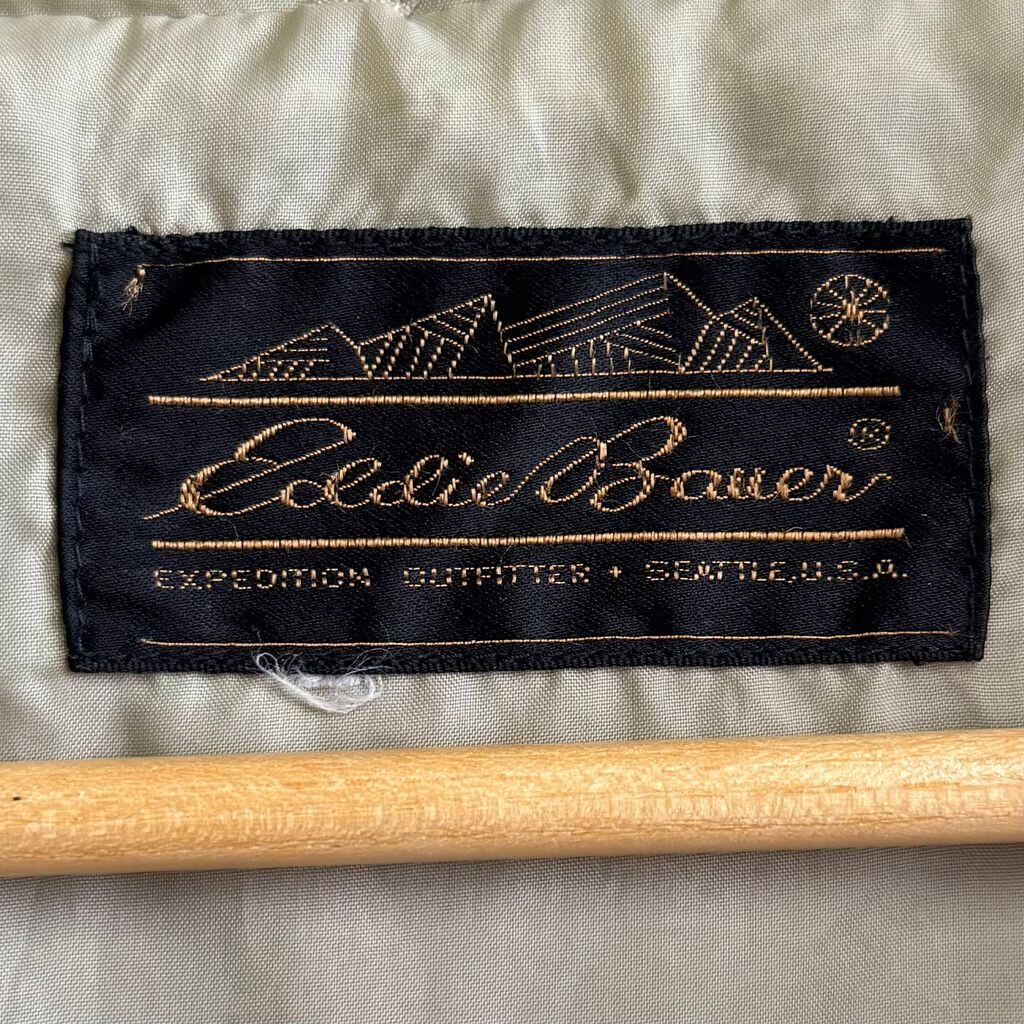 Eddie Bauer ®
EXPEDITION OUTFITTER + SEATTLE, U.S.A.